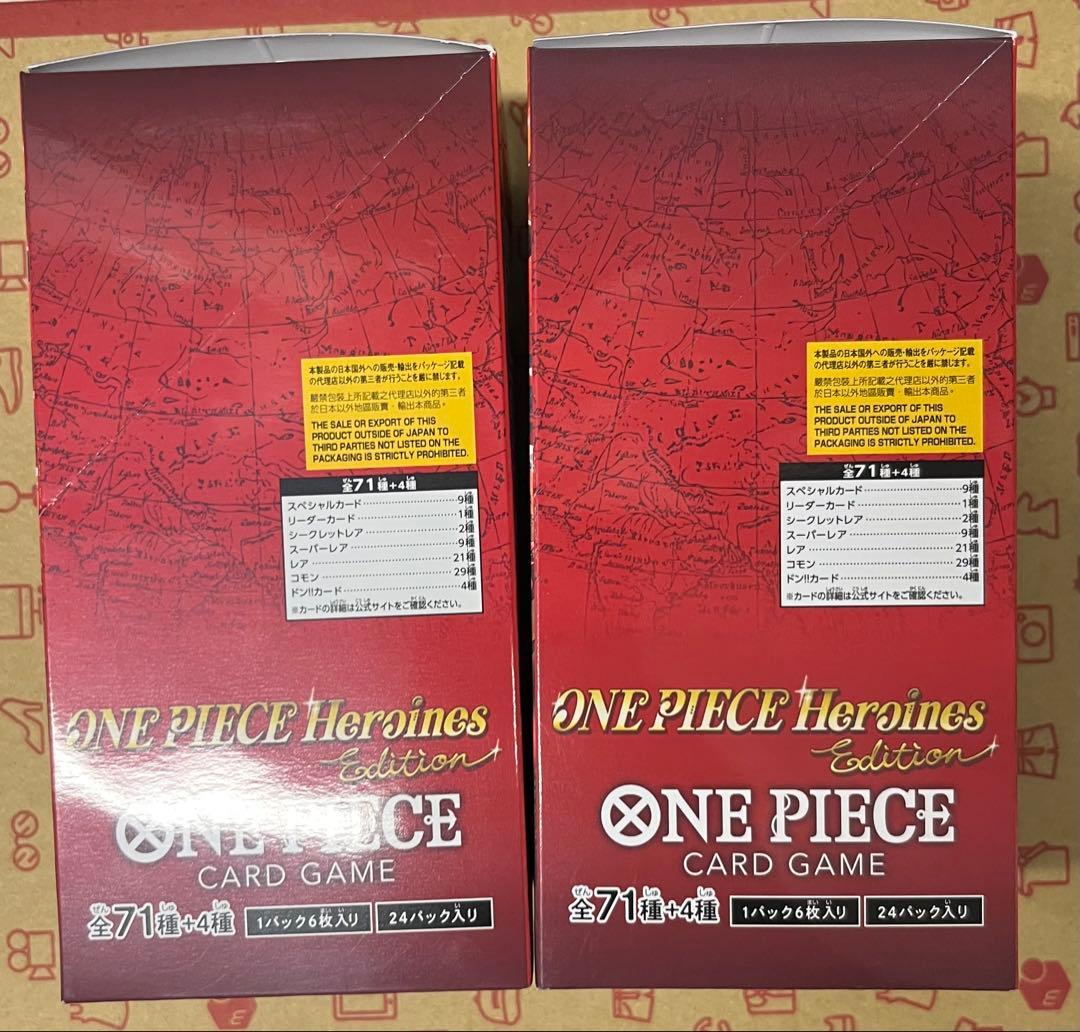 本製品の日本国外への販売・輸出をパッケージ記載
の代理店以外の第三者が行うことを厳に禁じます。
嚴禁包裝上所記載之代理店以外的第三者
於日本以外地區販賣・輸出本商品。
THE SALE OR EXPORT OF THIS
PRODUCT OUTSIDE OF JAPAN TO
THIRD PARTIES NOT LISTED ON THE
PACKAGING IS STRICTLY PROHIBITED.
全71種+4種
スペシャルカード 9種
リーダーカード 1種
シークレットレア 2種
スーパーレア 9種
レア 21種
コモン 29種
ドン!!カード 4種
※カードの詳細は公式サイトをご確認ください。
ONE PIECE Heroines
Edition
ONE PIECE
CARD GAME
全71種+4種 1パック6枚入り 24パック入り
本製品の日本国外への販売・輸出をパッケージ記載
の代理店以外の第三者が行うことを厳に禁じます。
嚴禁包裝上所記載之代理店以外的第三者
於日本以外地區販賣・輸出本商品。
THE SALE OR EXPORT OF THIS
PRODUCT OUTSIDE OF JAPAN TO
THIRD PARTIES NOT LISTED ON THE
PACKAGING IS STRICTLY PROHIBITED.
全71種+4種
スペシャルカード 9種
リーダーカード 1種
シークレットレア 2種
スーパーレア 9種
レア 21種
コモン 29種
ドン!!カード 4種
※カードの詳細は公式サイトをご確認ください。
ONE PIECE Heroines
Edition
ONE PIECE
CARD GAME
全71種+4種 1パック6枚入り 24パック入り